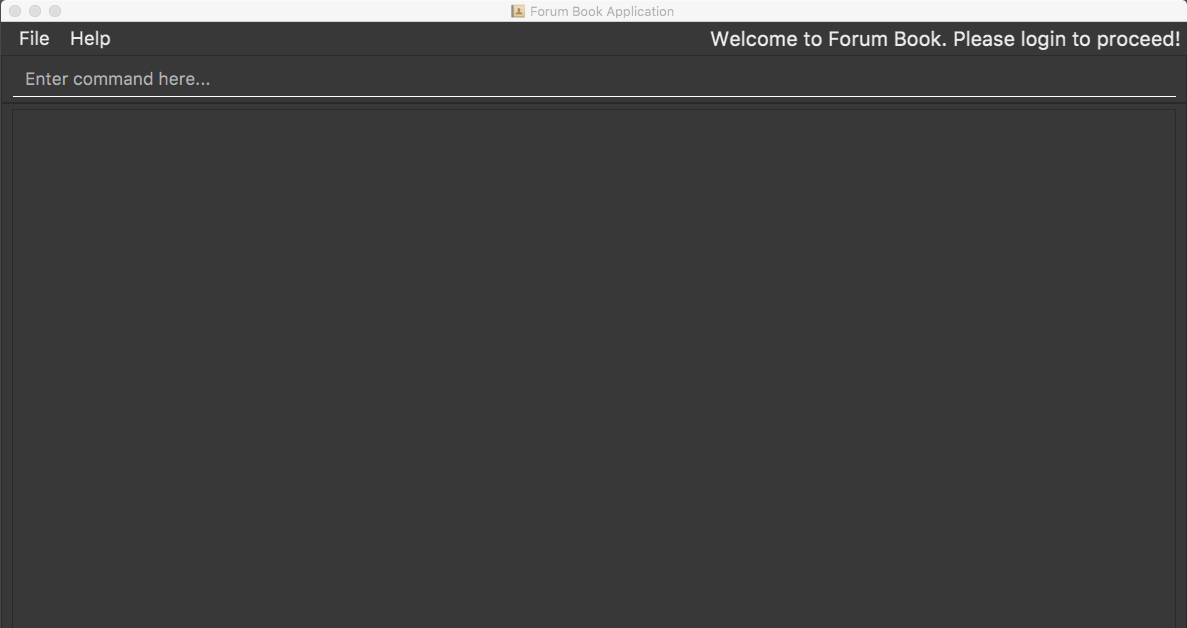 Forum Book Application
File Help Welcome to Forum Book. Please login to proceed!
Enter command here...